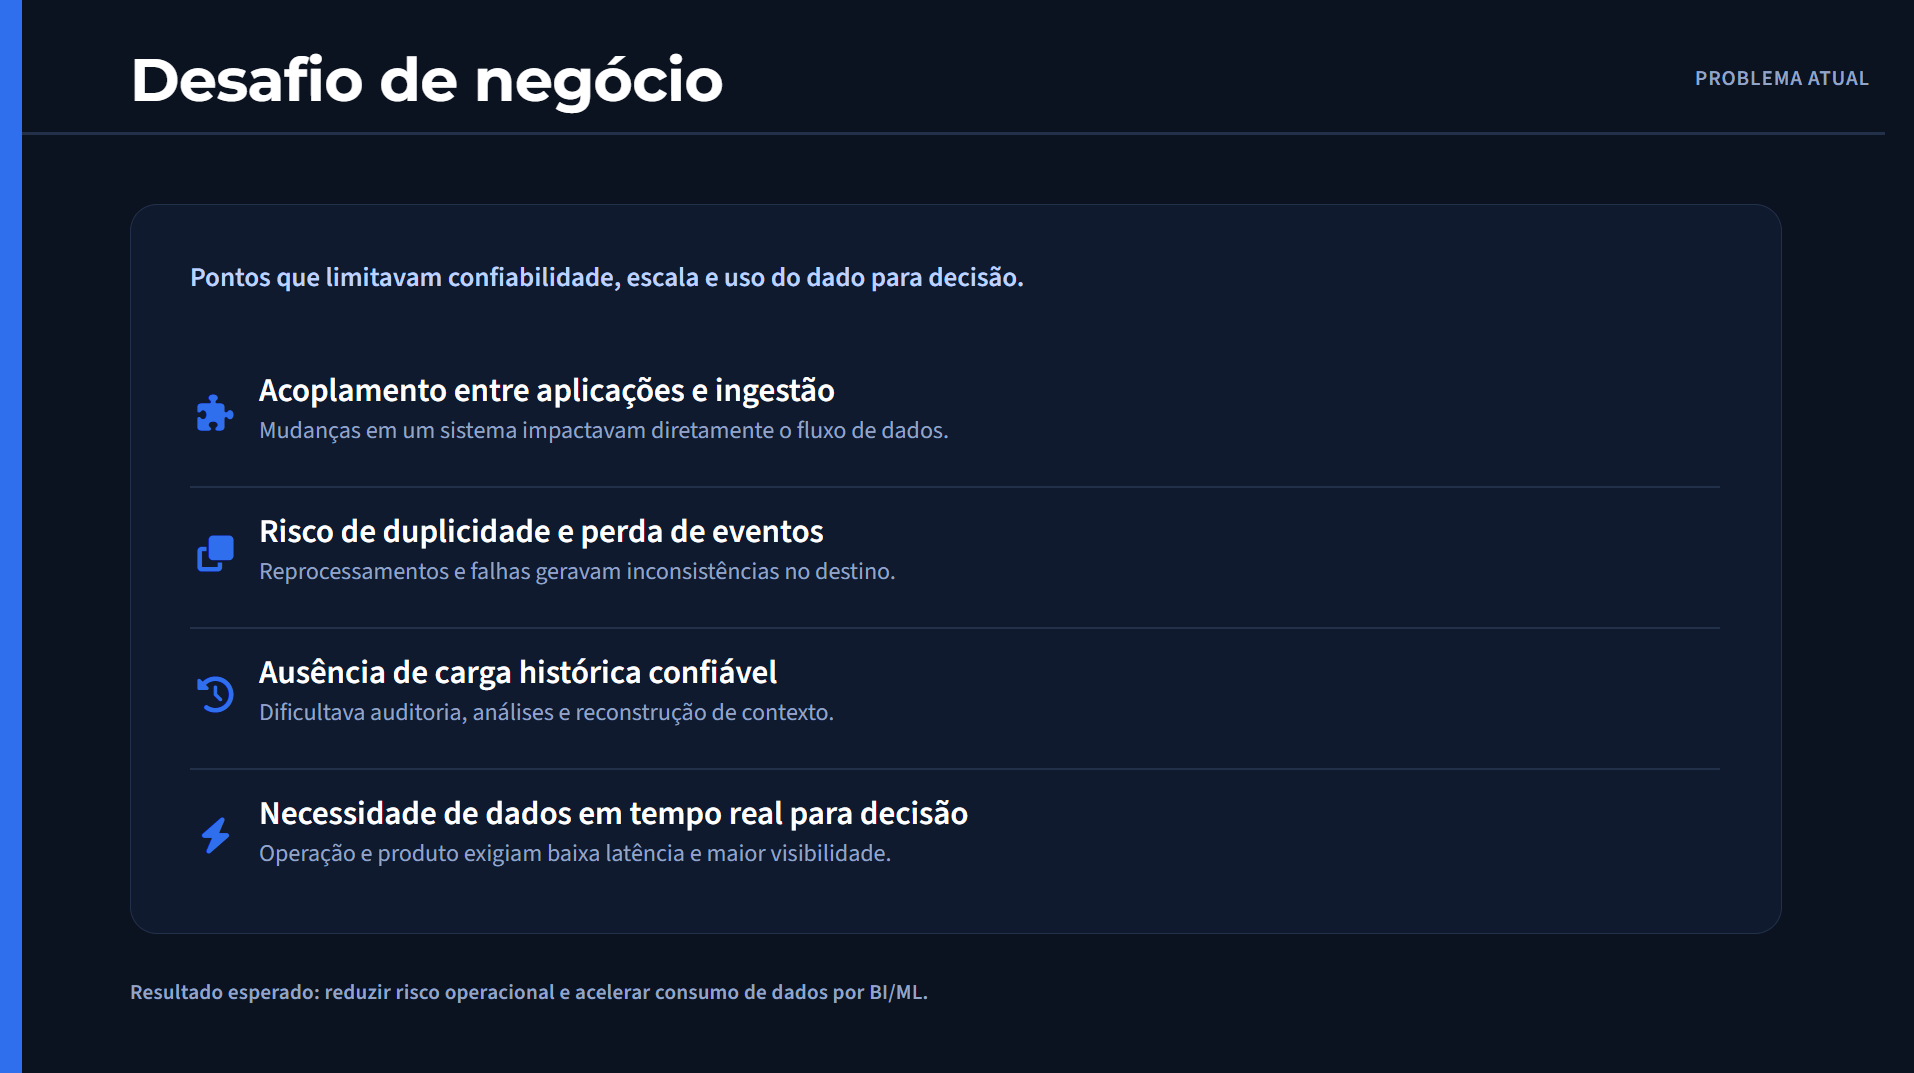 Desafio de negócio
PROBLEMA ATUAL
Pontos que limitavam confiabilidade, escala e uso do dado para decisão.
Acoplamento entre aplicações e ingestão
Mudanças em um sistema impactavam diretamente o fluxo de dados.
Risco de duplicidade e perda de eventos
Reprocessamentos e falhas geravam inconsistências no destino.
Ausência de carga histórica confiável
Dificultava auditoria, análises e reconstrução de contexto.
Necessidade de dados em tempo real para decisão
Operação e produto exigiam baixa latência e maior visibilidade.
Resultado esperado: reduzir risco operacional e acelerar consumo de dados por BI/ML.